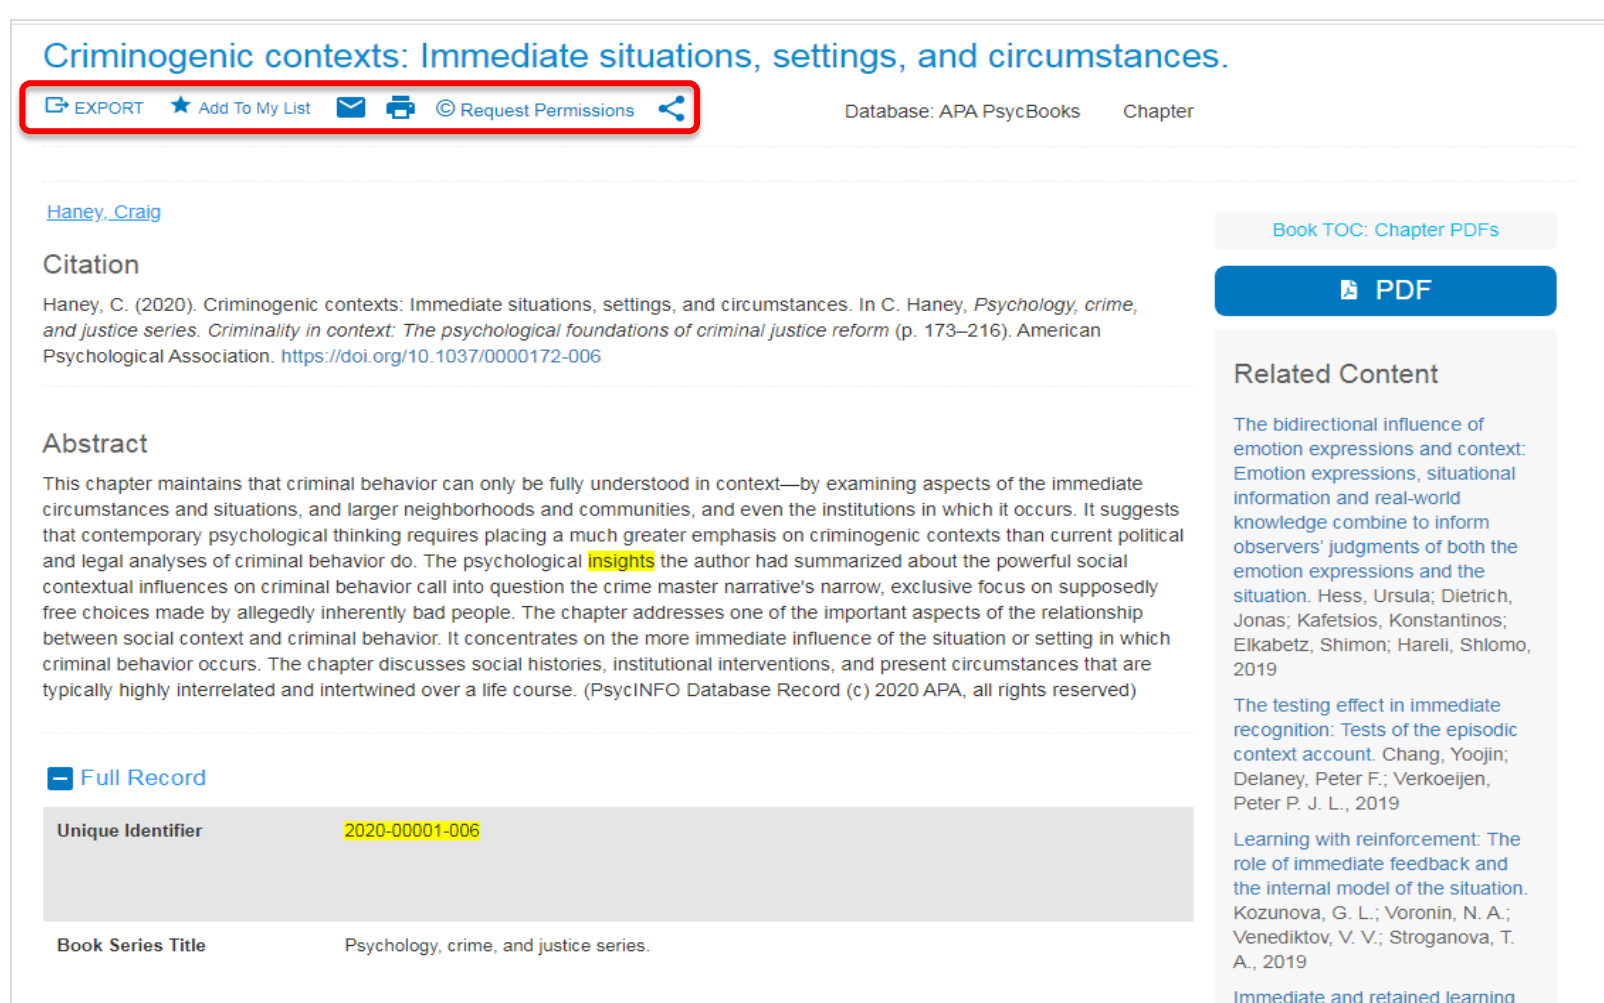 Criminogenic contexts: Immediate situations, settings, and circumstances.
EXPORT Add To My List © Request Permissions Database: APA PsycBooks Chapter
Haney, Craig
Citation
Haney, C. (2020). Criminogenic contexts: Immediate situations, settings, and circumstances. In C. Haney, Psychology, crime,
and justice series. Criminality in context: The psychological foundations of criminal justice reform (p. 173–216). American
Psychological Association. https://doi.org/10.1037/0000172-006
Abstract
This chapter maintains that criminal behavior can only be fully understood in context—by examining aspects of the immediate
circumstances and situations, and larger neighborhoods and communities, and even the institutions in which it occurs. It suggests
that contemporary psychological thinking requires placing a much greater emphasis on criminogenic contexts than current political
and legal analyses of criminal behavior do. The psychological insights the author had summarized about the powerful social
contextual influences on criminal behavior call into question the crime master narrative's narrow, exclusive focus on supposedly
free choices made by allegedly inherently bad people. The chapter addresses one of the important aspects of the relationship
between social context and criminal behavior. It concentrates on the more immediate influence of the situation or setting in which
criminal behavior occurs. The chapter discusses social histories, institutional interventions, and present circumstances that are
typically highly interrelated and intertwined over a life course. (PsycINFO Database Record (c) 2020 APA, all rights reserved)
Full Record
Unique Identifier 2020-00001-006
Book Series Title Psychology, crime, and justice series.
Book TOC: Chapter PDFs
PDF
Related Content
The bidirectional influence of
emotion expressions and context:
Emotion expressions, situational
information and real-world
knowledge combine to inform
observers' judgments of both the
emotion expressions and the
situation. Hess, Ursula; Dietrich,
Jonas; Kafetsios, Konstantinos;
Elkabetz, Shimon; Hareli, Shlomo,
2019
The testing effect in immediate
recognition: Tests of the episodic
context account. Chang, Yoojin;
Delaney, Peter F.; Verkoeijen,
Peter P. J. L., 2019
Learning with reinforcement: The
role of immediate feedback and
the internal model of the situation.
Kozunova, G. L.; Voronin, N. A.;
Venediktov, V. V.; Stroganova, T.
A., 2019
Immediate and retained learning